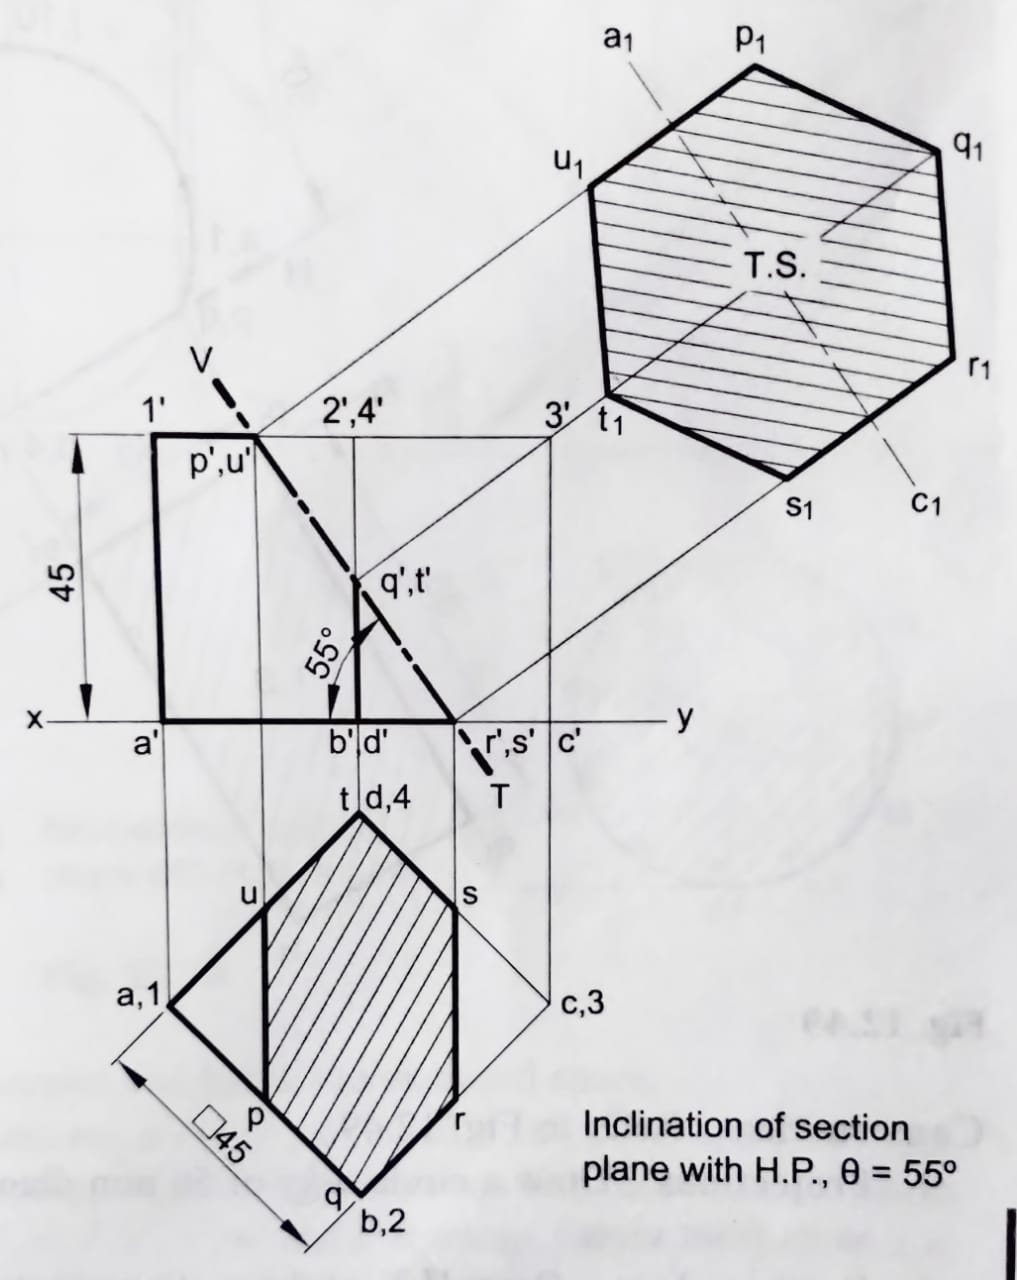 a₁
p₁
q₁
u₁
T.S.
V
r₁
1'
2',4'
3'
t₁
p',u'
s₁
c₁
45
q',t'
55°
x
y
a'
b',d'
r',s'
c'
T
t
d,4
u
s
a,1
c,3
p
r
□45
q
b,2
Inclination of section
plane with H.P., θ = 55º